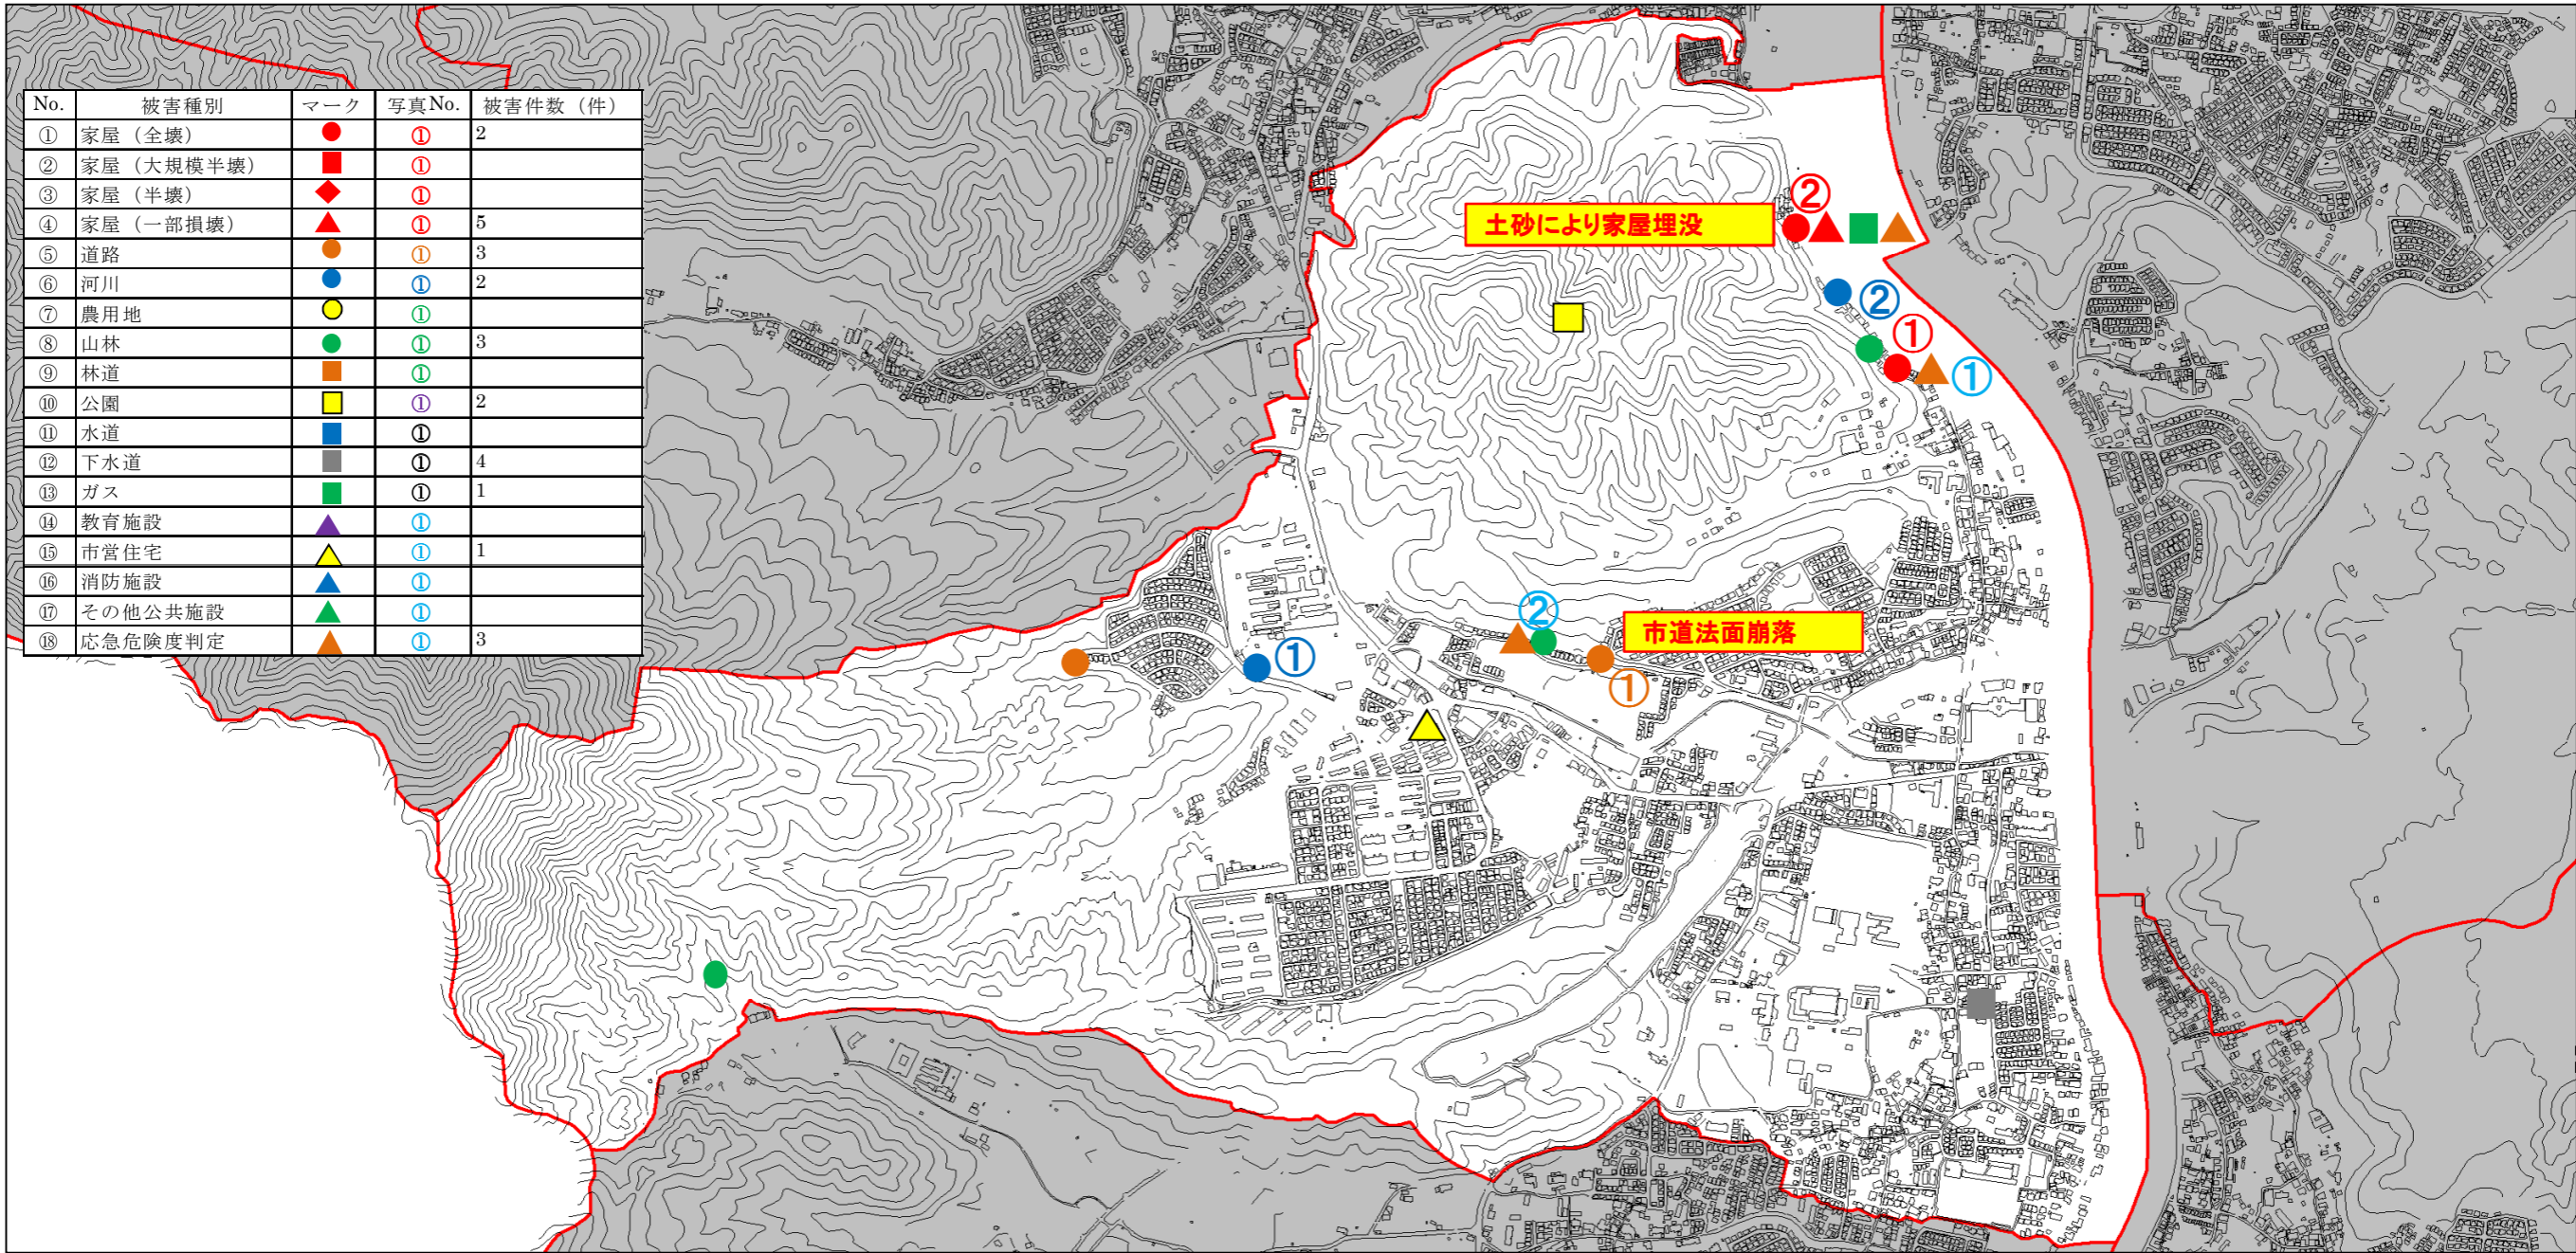 No. 被害種別 マーク 写真No. 被害件数（件）
① 家屋（全壊） ① 2
② 家屋（大規模半壊） ①
③ 家屋（半壊） ①
④ 家屋（一部損壊） ① 5
⑤ 道路 ① 3
⑥ 河川 ① 2
⑦ 農用地 ①
⑧ 山林 ① 3
⑨ 林道 ①
⑩ 公園 ① 2
⑪ 水道 ①
⑫ 下水道 ① 4
⑬ ガス ① 1
⑭ 教育施設 ①
⑮ 市営住宅 ① 1
⑯ 消防施設 ①
⑰ その他公共施設 ①
⑱ 応急危険度判定 ① 3
②
土砂により家屋埋没
②
①
①
②
市道法面崩落
①
①